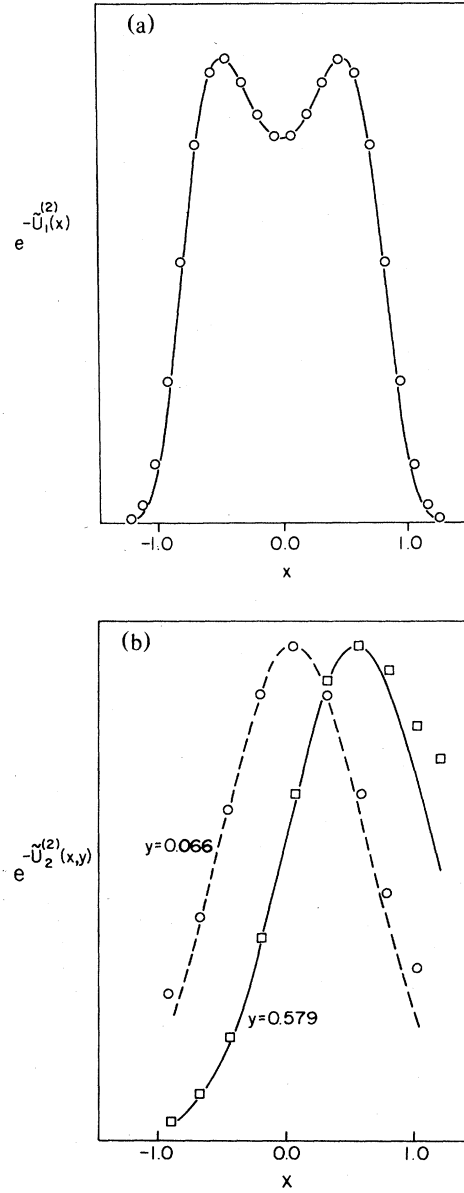 (a)
e^{-Ũ_1^{(2)}(x)}
-1.0 0.0 1.0
x
(b)
y=0.066
e^{-Ũ_2^{(2)}(x,y)}
y=0.579
-1.0 0.0 1.0
x